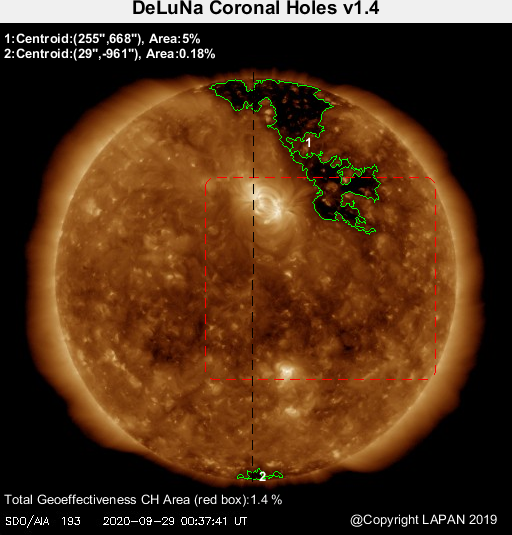 DeLuNa Coronal Holes v1.4
1:Centroid:(255",668"), Area:5%
2:Centroid:(29",-961"), Area:0.18%
1
2
Total Geoeffectiveness CH Area (red box):1.4 %
SDO/AIA 193 2020-09-29 00:37:41 UT
@Copyright LAPAN 2019